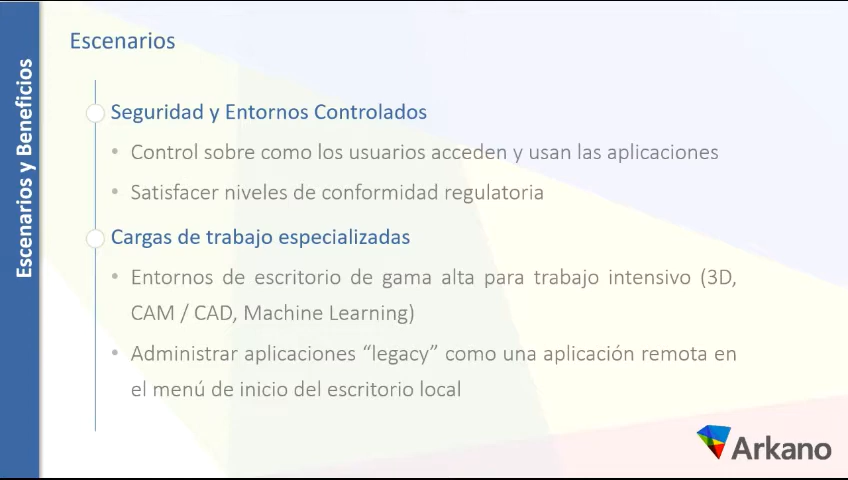 Escenarios y Beneficios
Escenarios
Seguridad y Entornos Controlados
• Control sobre como los usuarios acceden y usan las aplicaciones
• Satisfacer niveles de conformidad regulatoria
Cargas de trabajo especializadas
• Entornos de escritorio de gama alta para trabajo intensivo (3D,
CAM / CAD, Machine Learning)
• Administrar aplicaciones “legacy” como una aplicación remota en
el menú de inicio del escritorio local
Arkano